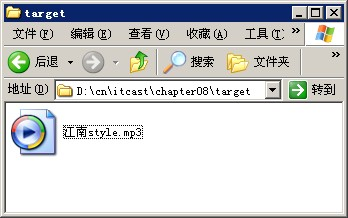 target
文件(F) 编辑(E) 查看(V) 收藏(A) 工具(T) »
后退 搜索 文件夹 »
地址(D) D:\cn\itcast\chapter08\target 转到
江南style.mp3